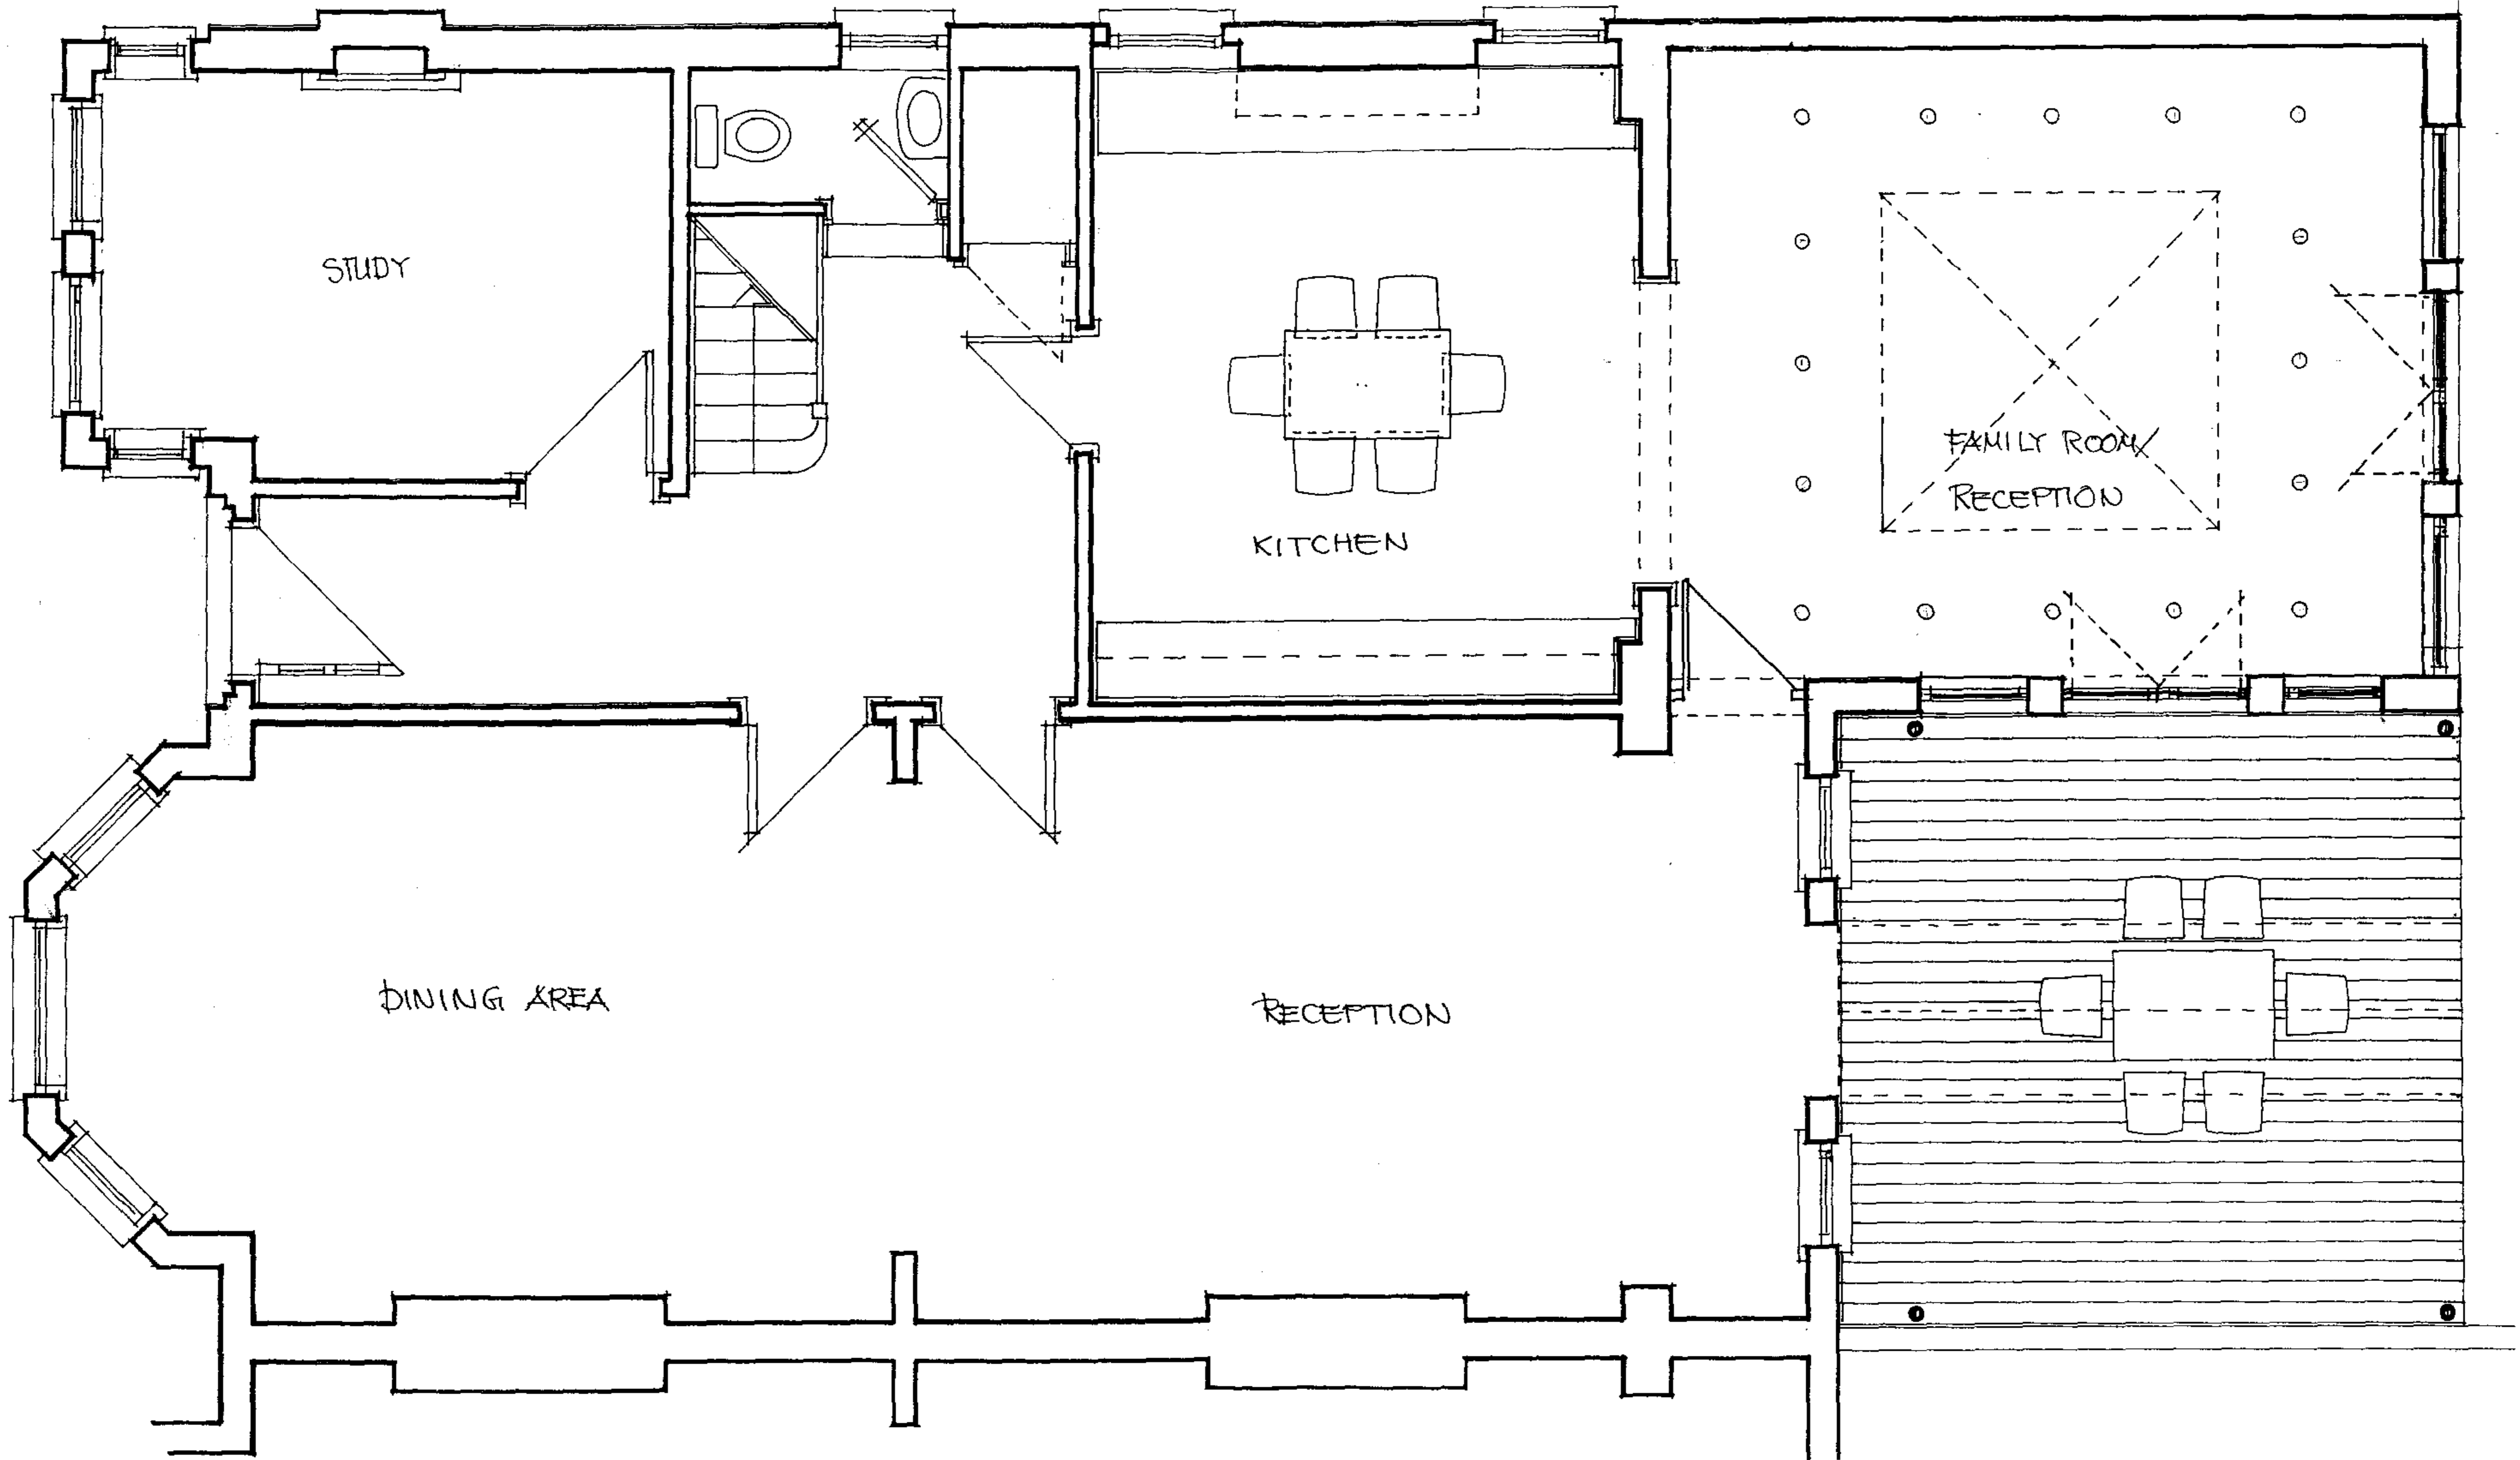 STUDY
KITCHEN
FAMILY ROOM/
RECEPTION
DINING AREA
RECEPTION